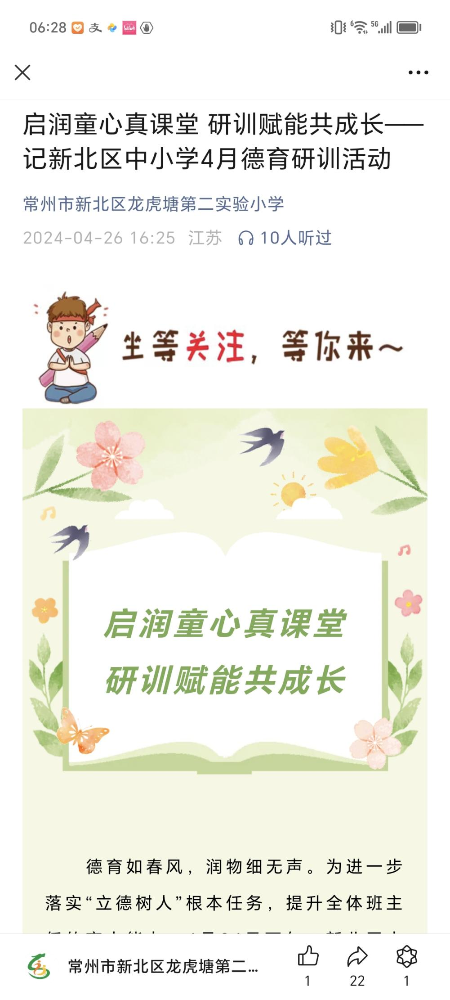 06:28
支
bilibili
6
5G
启润童心真课堂 研训赋能共成长——
记新北区中小学4月德育研训活动
常州市新北区龙虎塘第二实验小学
2024-04-26 16:25 江苏 10人听过
坐等关注，等你来～
启润童心真课堂
研训赋能共成长
德育如春风，润物细无声。为进一步
落实“立德树人”根本任务，提升全体班主
常州市新北区龙虎塘第二...
1 22 1